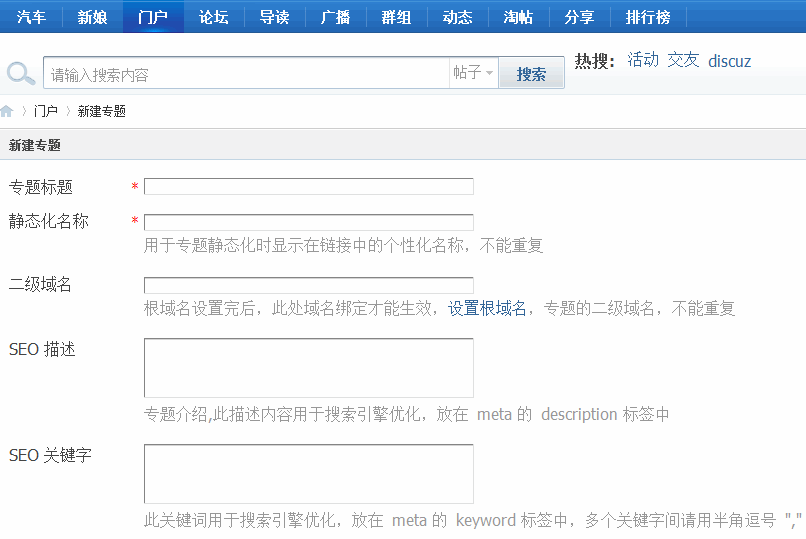 汽车 新娘 门户 论坛 导读 广播 群组 动态 淘帖 分享 排行榜
请输入搜索内容 帖子 搜索 热搜: 活动 交友 discuz
门户 新建专题
新建专题
专题标题 *
静态化名称 *
用于专题静态化时显示在链接中的个性化名称，不能重复
二级域名
根域名设置完后，此处域名绑定才能生效，设置根域名，专题的二级域名，不能重复
SEO 描述
专题介绍,此描述内容用于搜索引擎优化，放在 meta 的 description 标签中
SEO 关键字
此关键词用于搜索引擎优化，放在 meta 的 keyword 标签中，多个关键字间请用半角逗号 ","